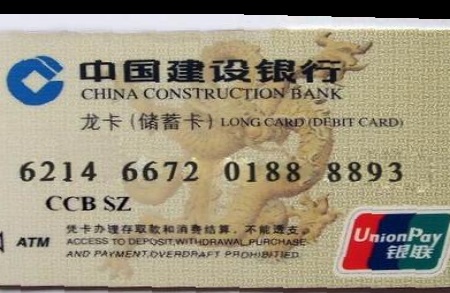 中国建设银行
CHINA CONSTRUCTION BANK
龙卡（储蓄卡）LONG CARD (DEBIT CARD)
6214 6672 0188 8893
CCB SZ
ATM
凭卡办理存取款和消费结算，不能透支。
ACCESS TO DEPOSIT,WITHDRAWAL,PURCHASE
AND PAYMENT,OVERDRAFT PROHIBITIED.
UnionPay
银联